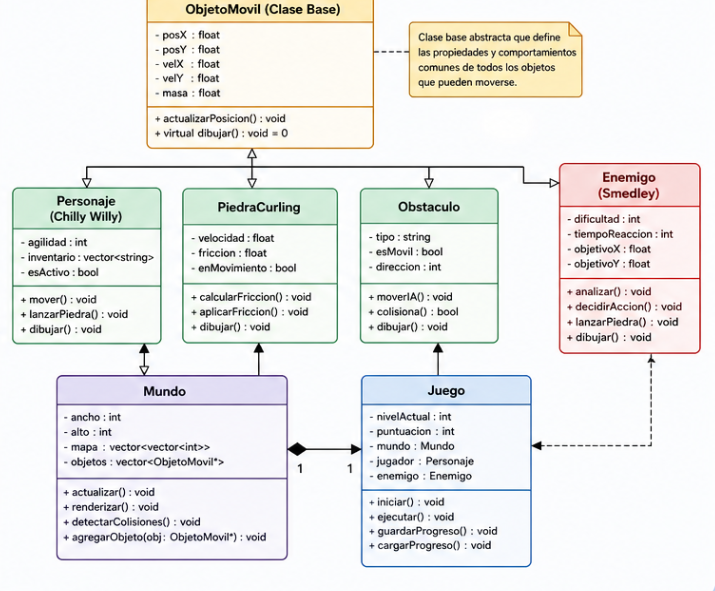 ObjetoMovil (Clase Base)
- posX : float
- posY : float
- velX : float
- velY : float
- masa : float
+ actualizarPosicion() : void
+ virtual dibujar() : void = 0
Clase base abstracta que define
las propiedades y comportamientos
comunes de todos los objetos
que pueden moverse.
Personaje
(Chilly Willy)
- agilidad : int
- inventario : vector<string>
- esActivo : bool
+ mover() : void
+ lanzarPiedra() : void
+ dibujar() : void
PiedraCurling
- velocidad : float
- friccion : float
- enMovimiento : bool
+ calcularFriccion() : void
+ aplicarFriccion() : void
+ dibujar() : void
Obstaculo
- tipo : string
- esMovil : bool
- direccion : int
+ moverIA() : void
+ colisiona() : bool
+ dibujar() : void
Enemigo
(Smedley)
- dificultad : int
- tiempoReaccion : int
- objetivoX : float
- objetivoY : float
+ analizar() : void
+ decidirAccion() : void
+ lanzarPiedra() : void
+ dibujar() : void
Mundo
- ancho : int
- alto : int
- mapa : vector<vector<int>>
- objetos : vector<ObjetoMovil*>
+ actualizar() : void
+ renderizar() : void
+ detectarColisiones() : void
+ agregarObjeto(obj: ObjetoMovil*) : void
1
1
Juego
- nivelActual : int
- puntuacion : int
- mundo : Mundo
- jugador : Personaje
- enemigo : Enemigo
+ iniciar() : void
+ ejecutar() : void
+ guardarProgreso() : void
+ cargarProgreso() : void